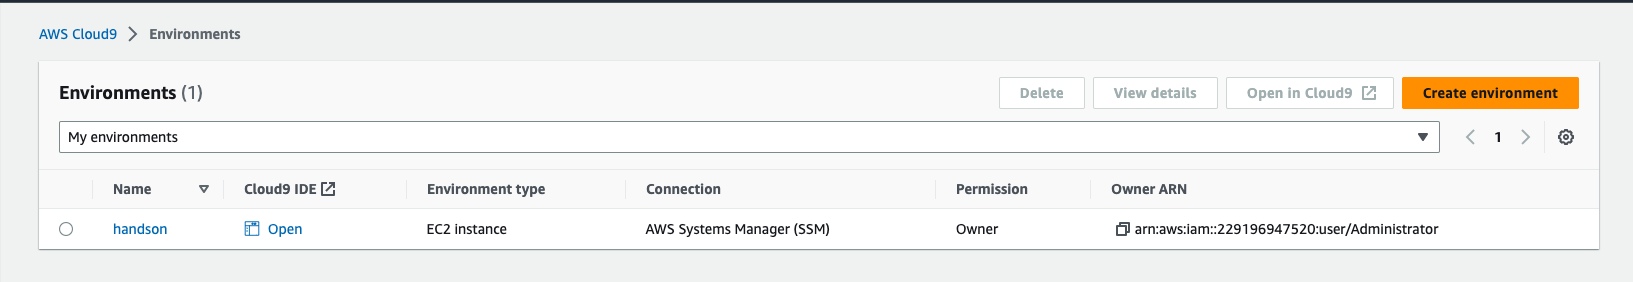 AWS Cloud9 > Environments
Environments (1)
Delete View details Open in Cloud9 Create environment
My environments 1
Name Cloud9 IDE Environment type Connection Permission Owner ARN
handson Open EC2 instance AWS Systems Manager (SSM) Owner arn:aws:iam::229196947520:user/Administrator